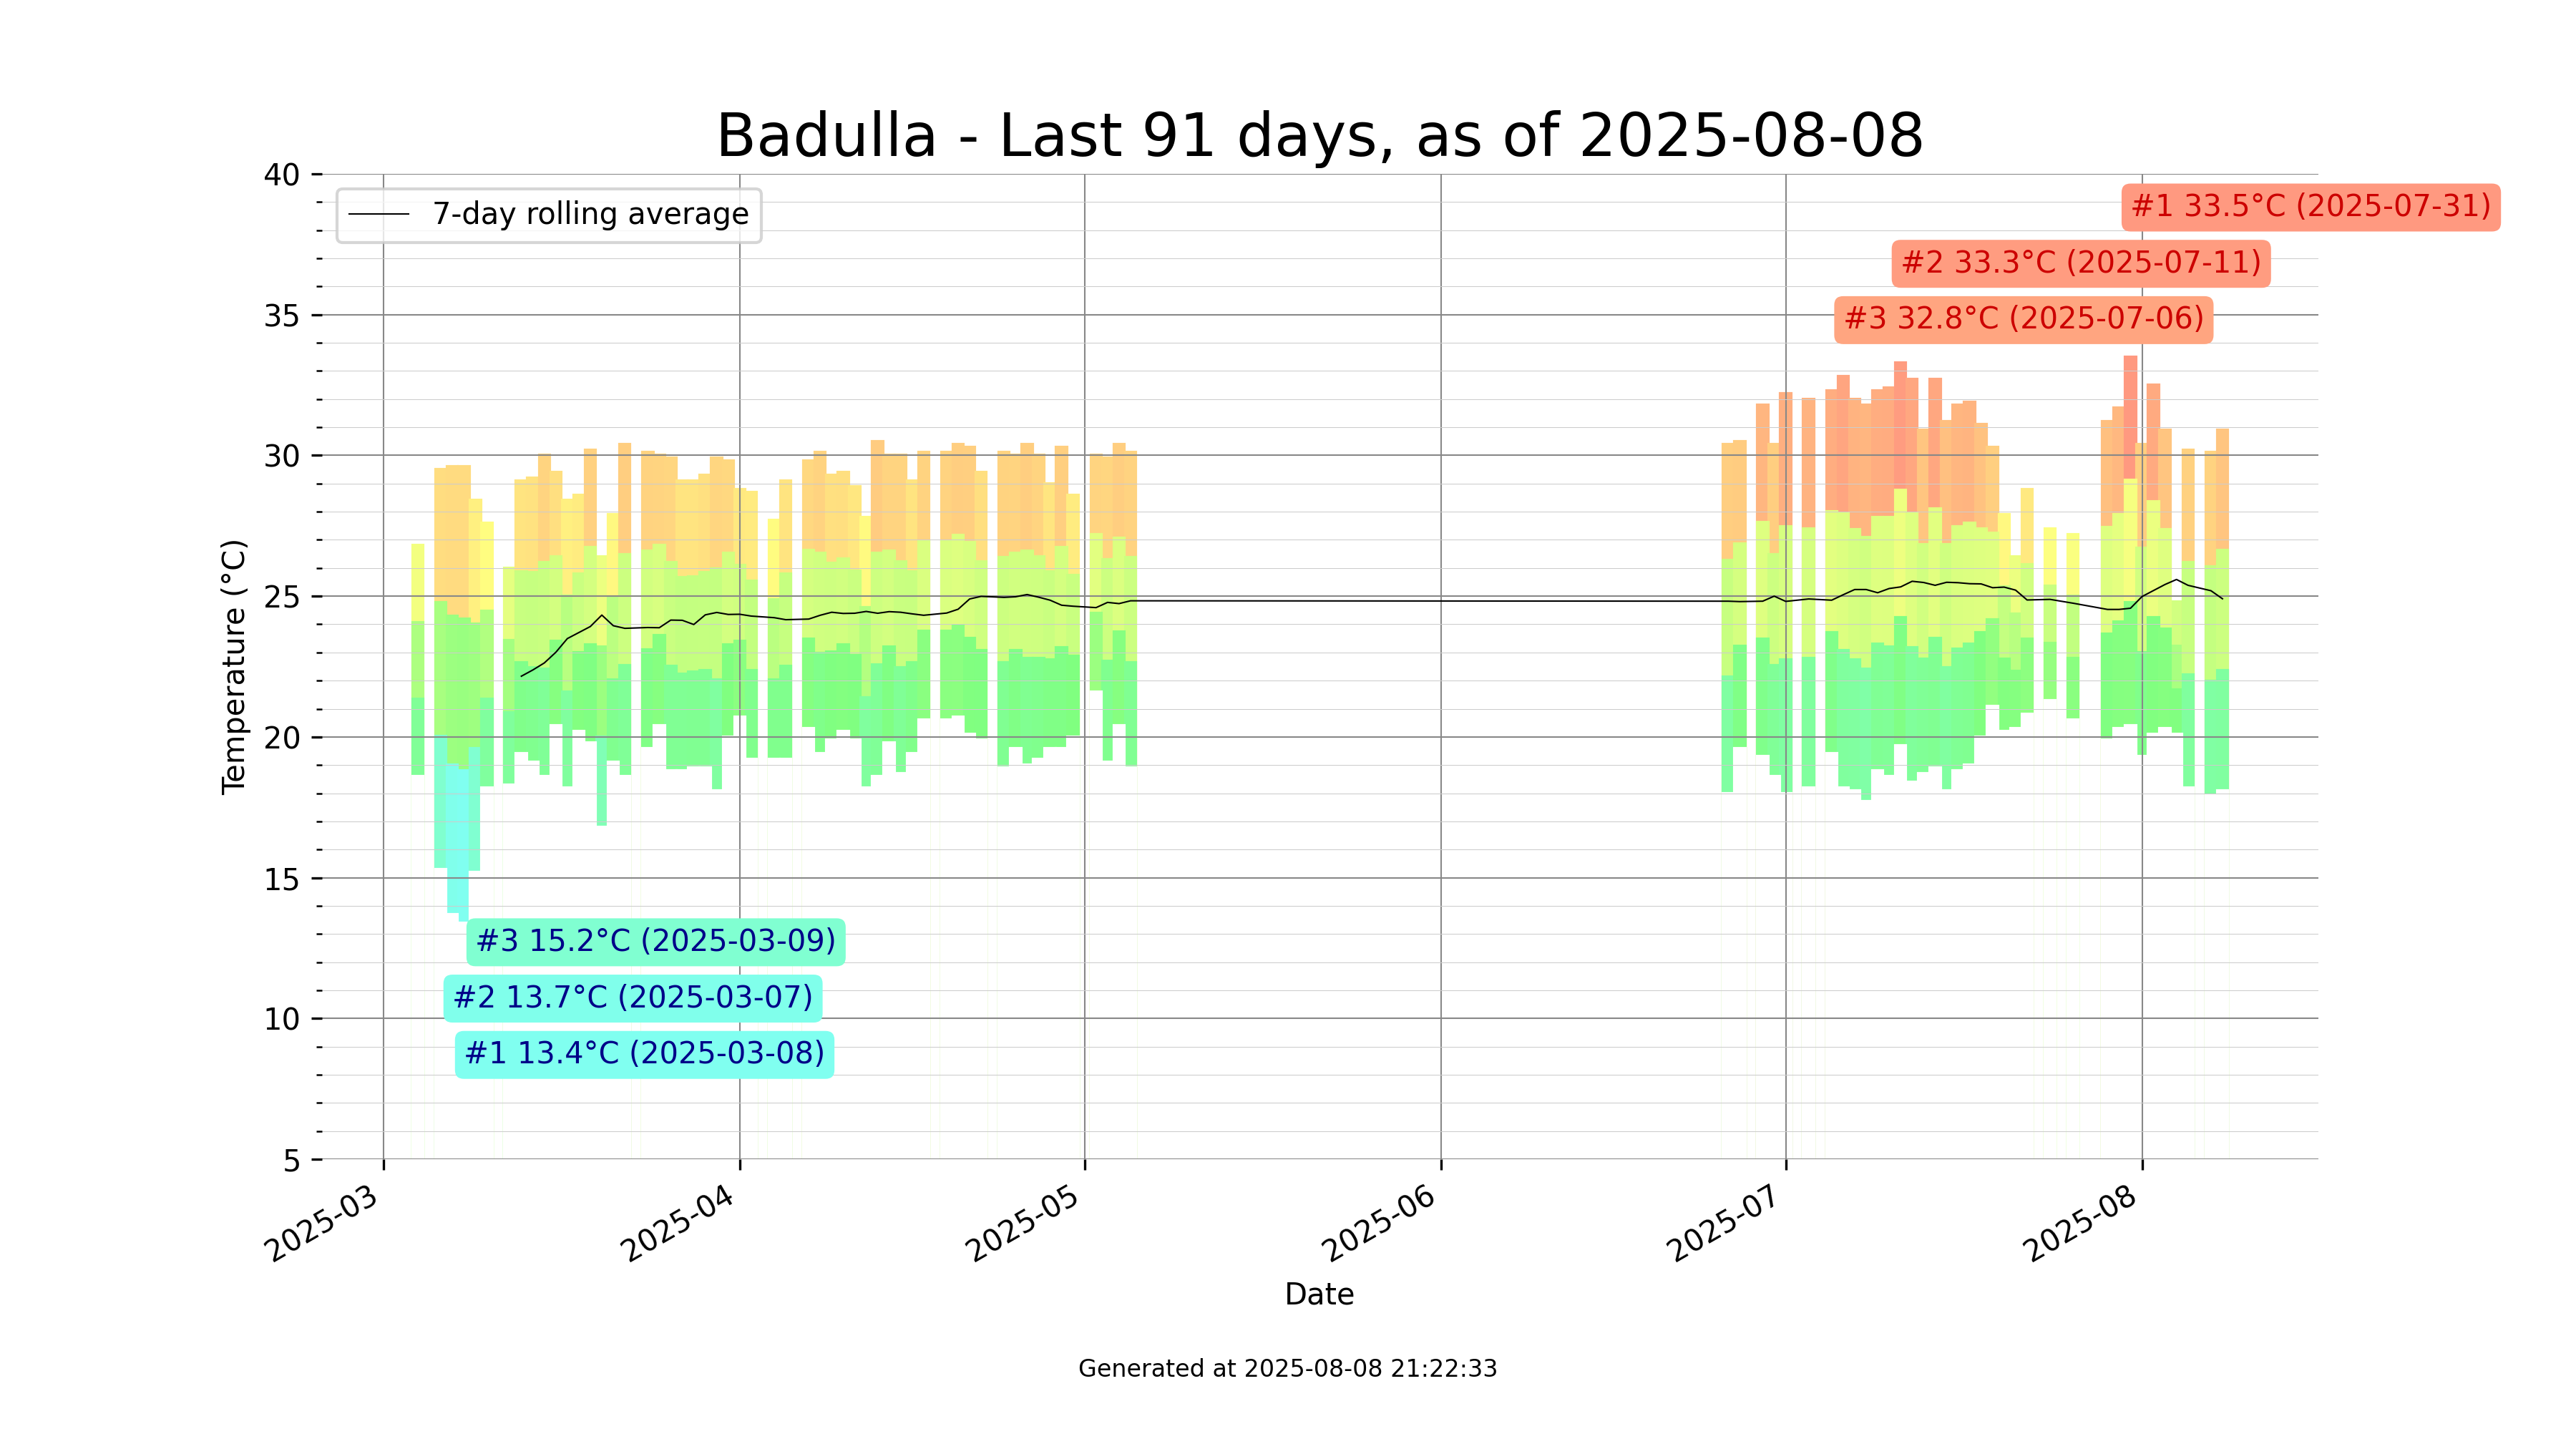 Badulla - Last 91 days, as of 2025-08-08
40
7-day rolling average
#1 33.5°C (2025-07-31)
#2 33.3°C (2025-07-11)
35
#3 32.8°C (2025-07-06)
30
25
Temperature (°C)
20
15
#3 15.2°C (2025-03-09)
#2 13.7°C (2025-03-07)
10
#1 13.4°C (2025-03-08)
5
2025-03
2025-04
2025-05
2025-06
2025-07
2025-08
Date
Generated at 2025-08-08 21:22:33